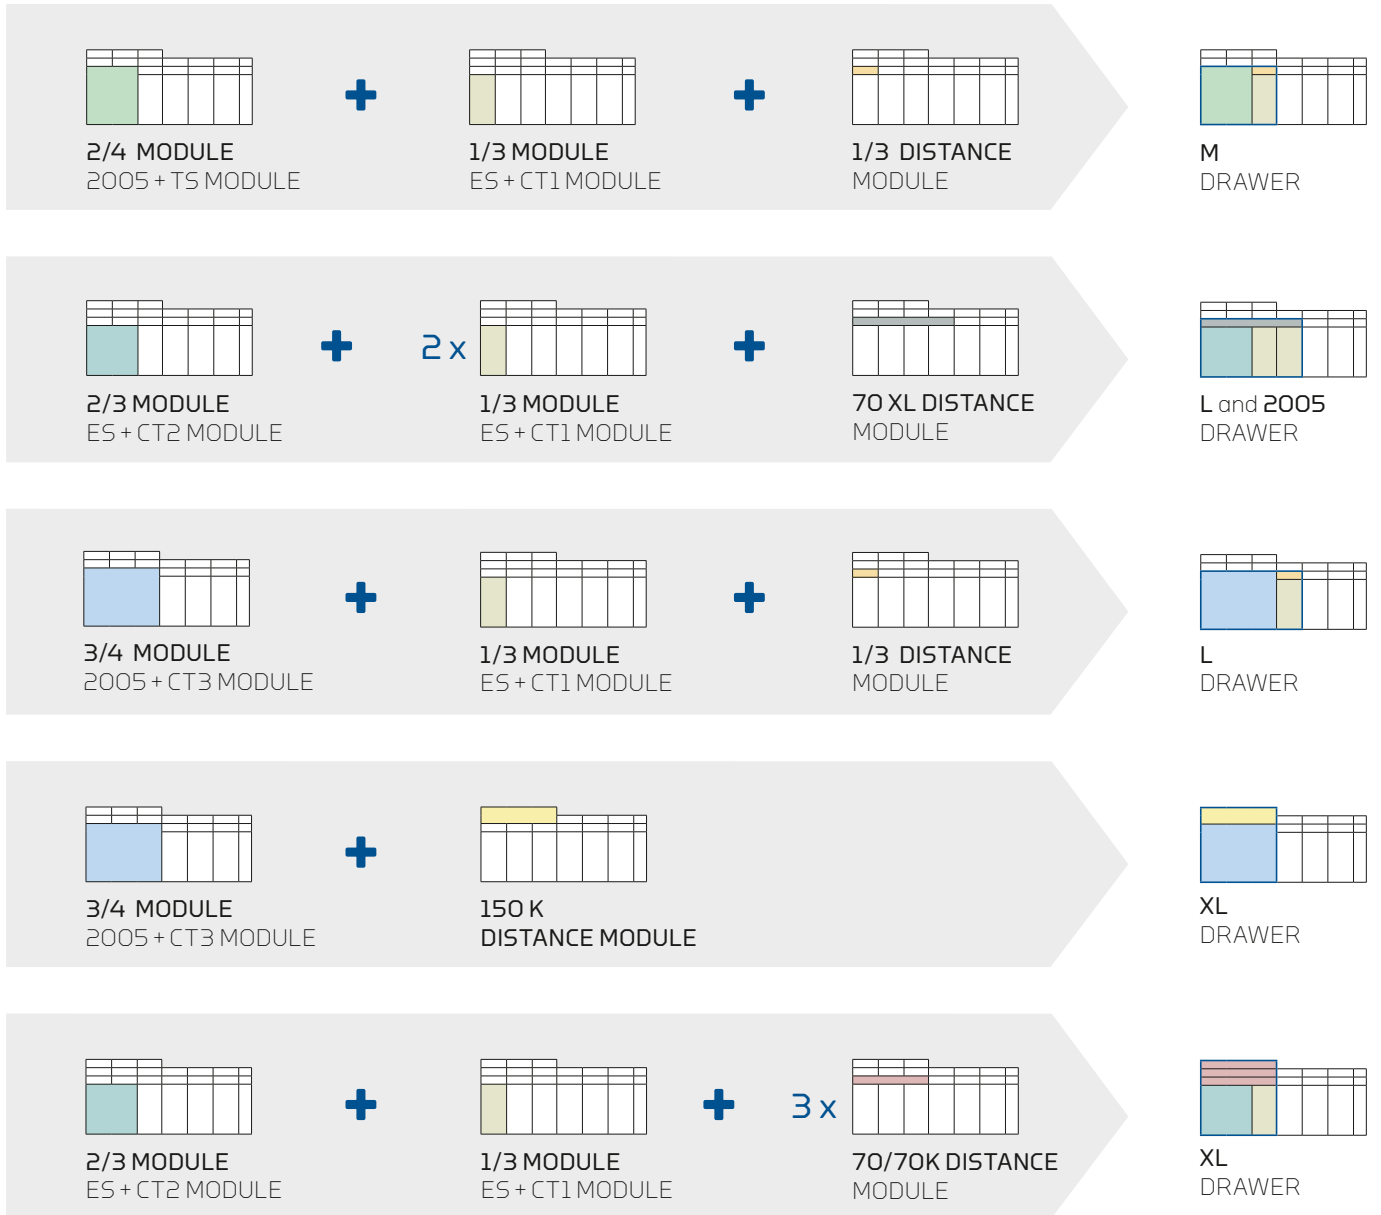 2/4 MODULE
2005 + TS MODULE
1/3 MODULE
ES + CT1 MODULE
1/3 DISTANCE
MODULE
M
DRAWER
2/3 MODULE
ES + CT2 MODULE
2 x
1/3 MODULE
ES + CT1 MODULE
70 XL DISTANCE
MODULE
L and 2005
DRAWER
3/4 MODULE
2005 + CT3 MODULE
1/3 MODULE
ES + CT1 MODULE
1/3 DISTANCE
MODULE
L
DRAWER
3/4 MODULE
2005 + CT3 MODULE
150 K
DISTANCE MODULE
XL
DRAWER
2/3 MODULE
ES + CT2 MODULE
1/3 MODULE
ES + CT1 MODULE
3 x
70/70K DISTANCE
MODULE
XL
DRAWER